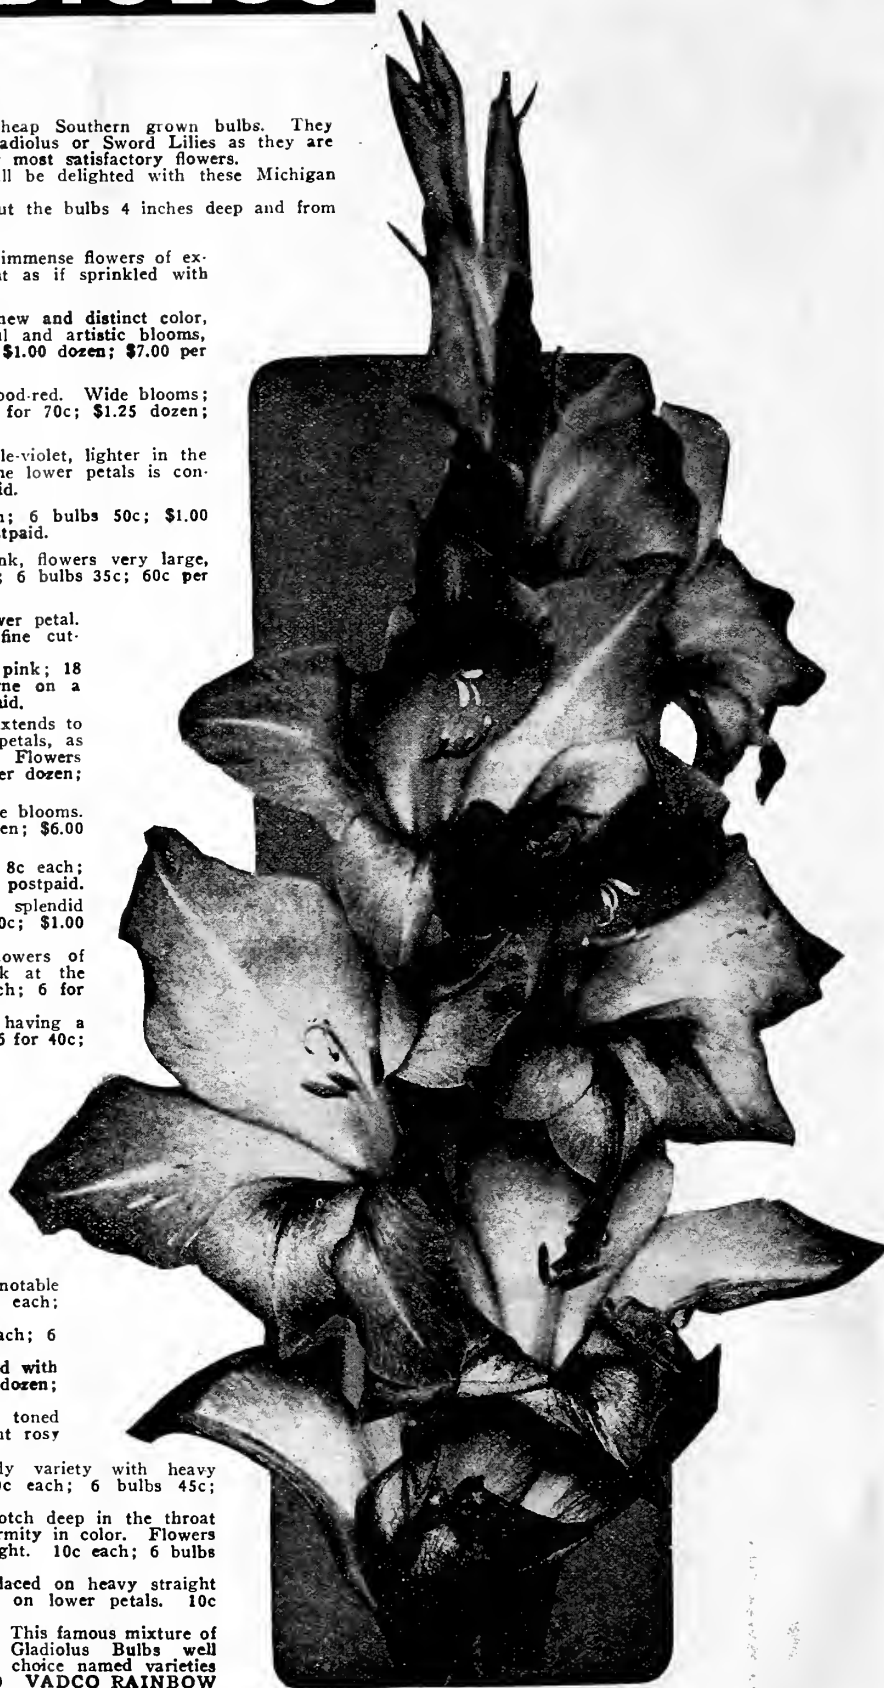 heap Southern grown bulbs. They
adiolus or Sword Lilies as they are
most satisfactory flowers.
ll be delighted with these Michigan
ut the bulbs 4 inches deep and from
immense flowers of ex-
t as if sprinkled with
new and distinct color,
l and artistic blooms,
$1.00 dozen; $7.00 per
ood-red. Wide blooms;
for 70c; $1.25 dozen;
le-violet, lighter in the
he lower petals is con-
id.
; 6 bulbs 50c; $1.00
tpaid.
nk, flowers very large,
; 6 bulbs 35c; 60c per
wer petal.
fine cut-
pink; 18
ne on a
id.
xtends to
petals, as
Flowers
er dozen;
e blooms.
en; $6.00
8c each;
postpaid.
splendid
0c; $1.00
owers of
k at the
ch; 6 for
having a
6 for 40c;
notable
each;
ach; 6
d with
dozen;
toned
nt rosy
ly variety with heavy
c each; 6 bulbs 45c;
otch deep in the throat
rmity in color. Flowers
ght. 10c each; 6 bulbs
laced on heavy straight
on lower petals. 10c
This famous mixture of
Gladiolus Bulbs well
choice named varieties
VADCO RAINBOW